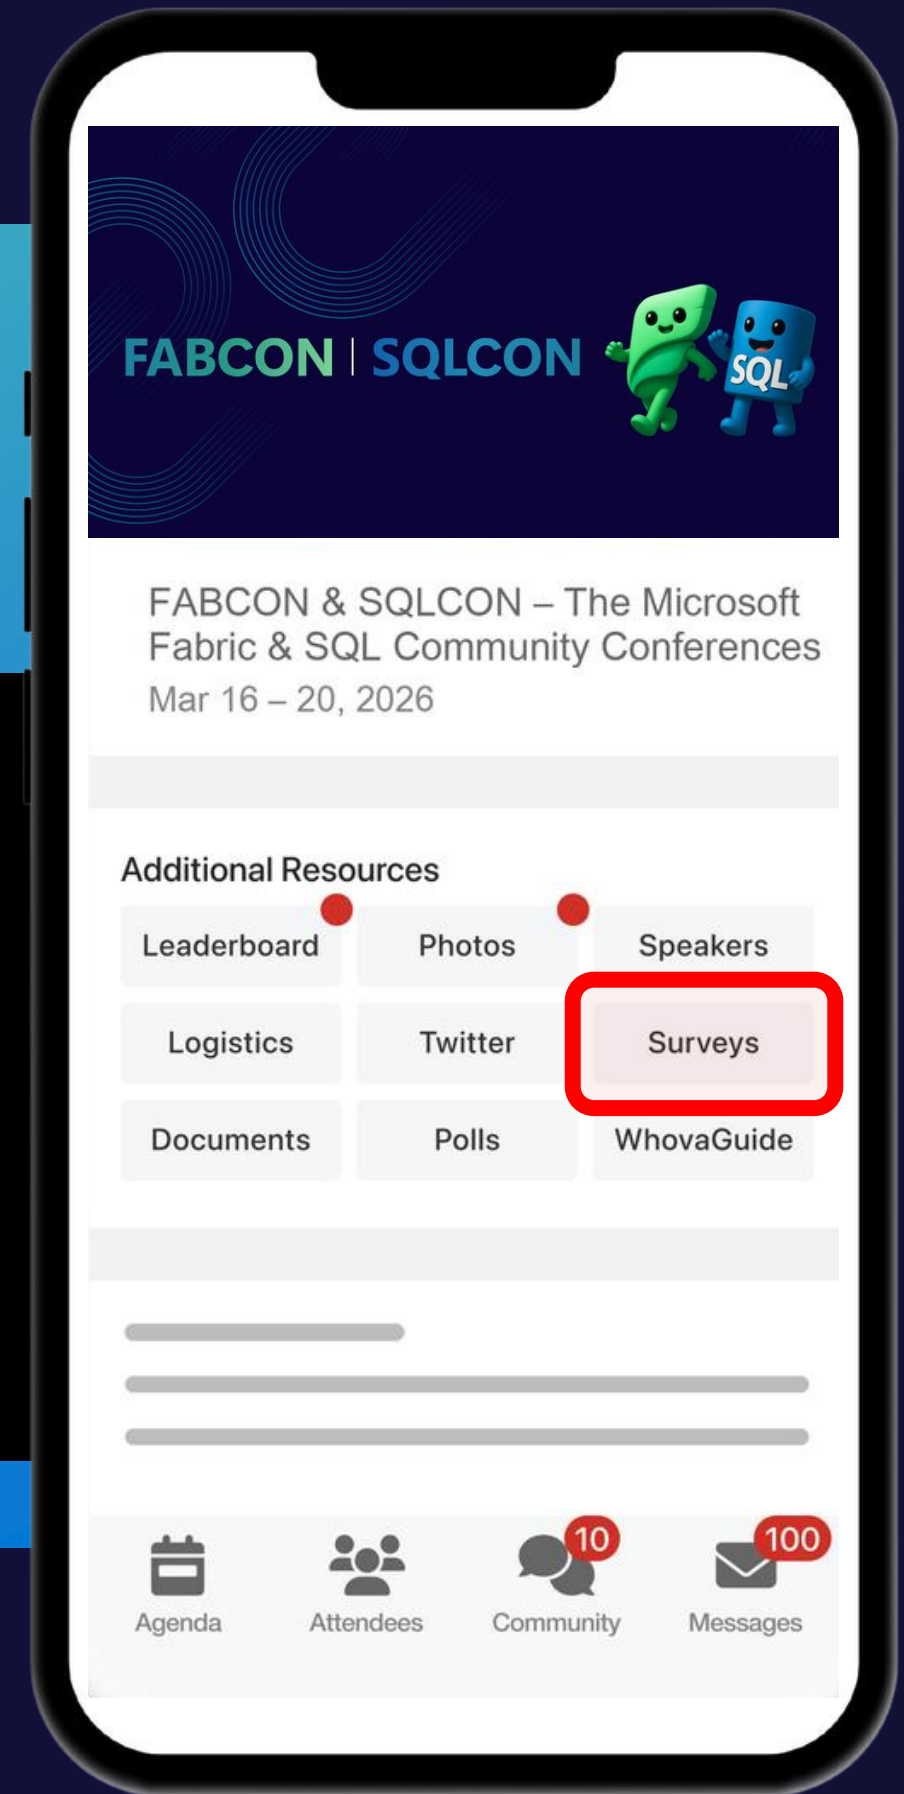 FABCON | SQLCON
SQL
FABCON & SQLCON – The Microsoft
Fabric & SQL Community Conferences
Mar 16 – 20, 2026
Additional Resources
Leaderboard Photos Speakers
Logistics Twitter Surveys
Documents Polls WhovaGuide
10 100
Agenda Attendees Community Messages